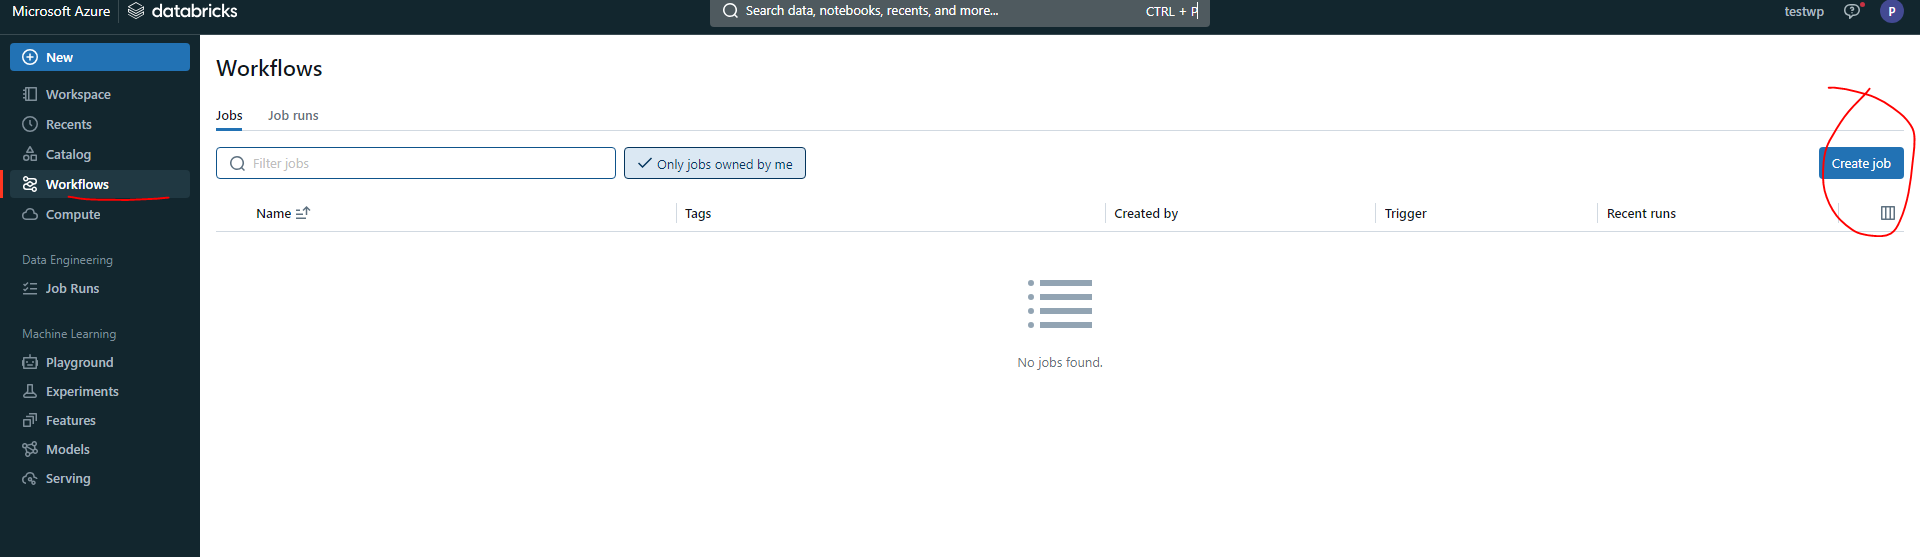 Microsoft Azure databricks
Search data, notebooks, recents, and more... CTRL + P
testwp
P
New
Workspace
Recents
Catalog
Workflows
Compute
Data Engineering
Job Runs
Machine Learning
Playground
Experiments
Features
Models
Serving
Workflows
Jobs Job runs
Filter jobs Only jobs owned by me Create job
Name Tags Created by Trigger Recent runs
No jobs found.